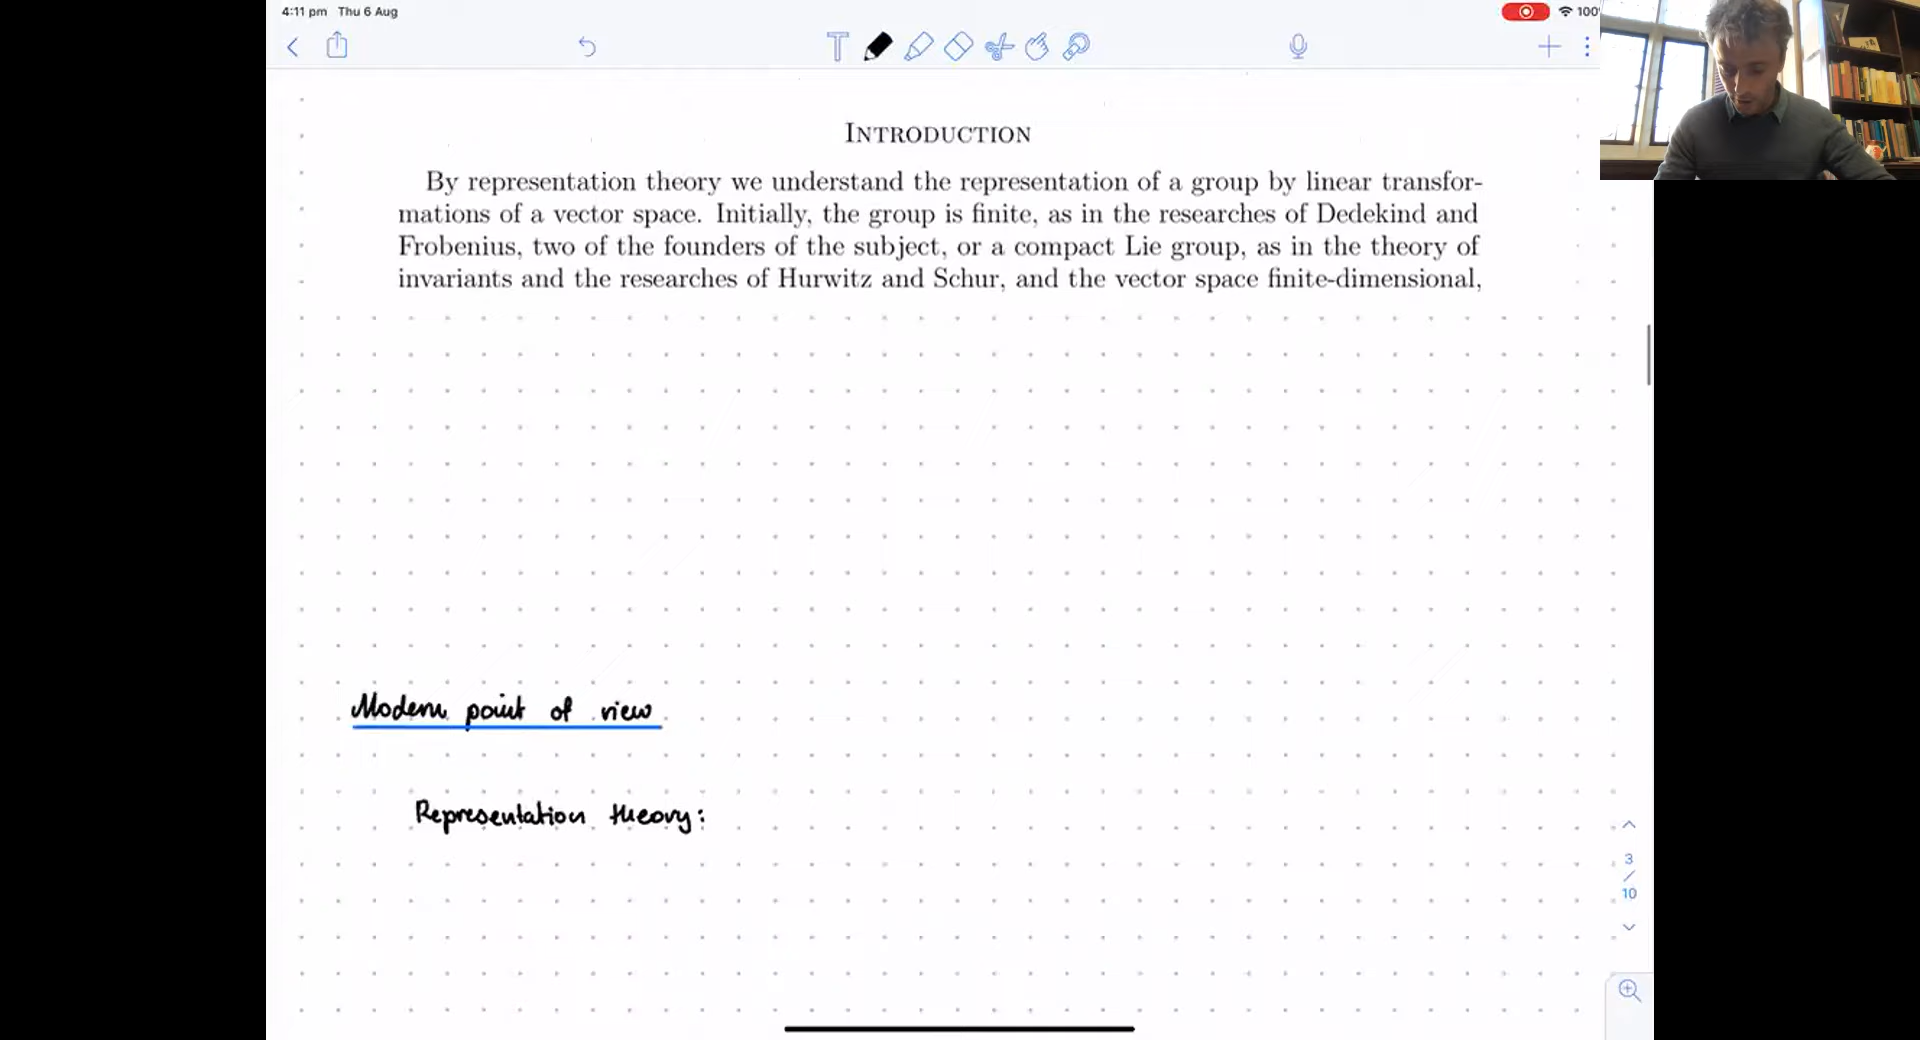 4:11 pm Thu 6 Aug
100
T
INTRODUCTION
By representation theory we understand the representation of a group by linear transfor-
mations of a vector space. Initially, the group is finite, as in the researches of Dedekind and
Frobenius, two of the founders of the subject, or a compact Lie group, as in the theory of
invariants and the researches of Hurwitz and Schur, and the vector space finite-dimensional,
Modern point of view
Representation theory:
3
/
10